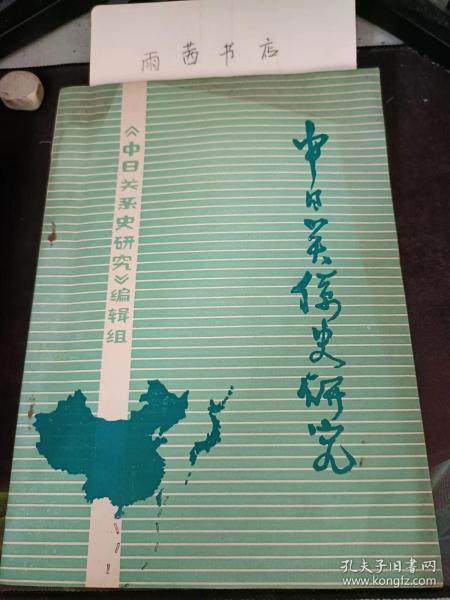 雨茜书店
中日关係史研究
《中日关系史研究》编辑组
孔夫子旧书网
www.kongfz.com